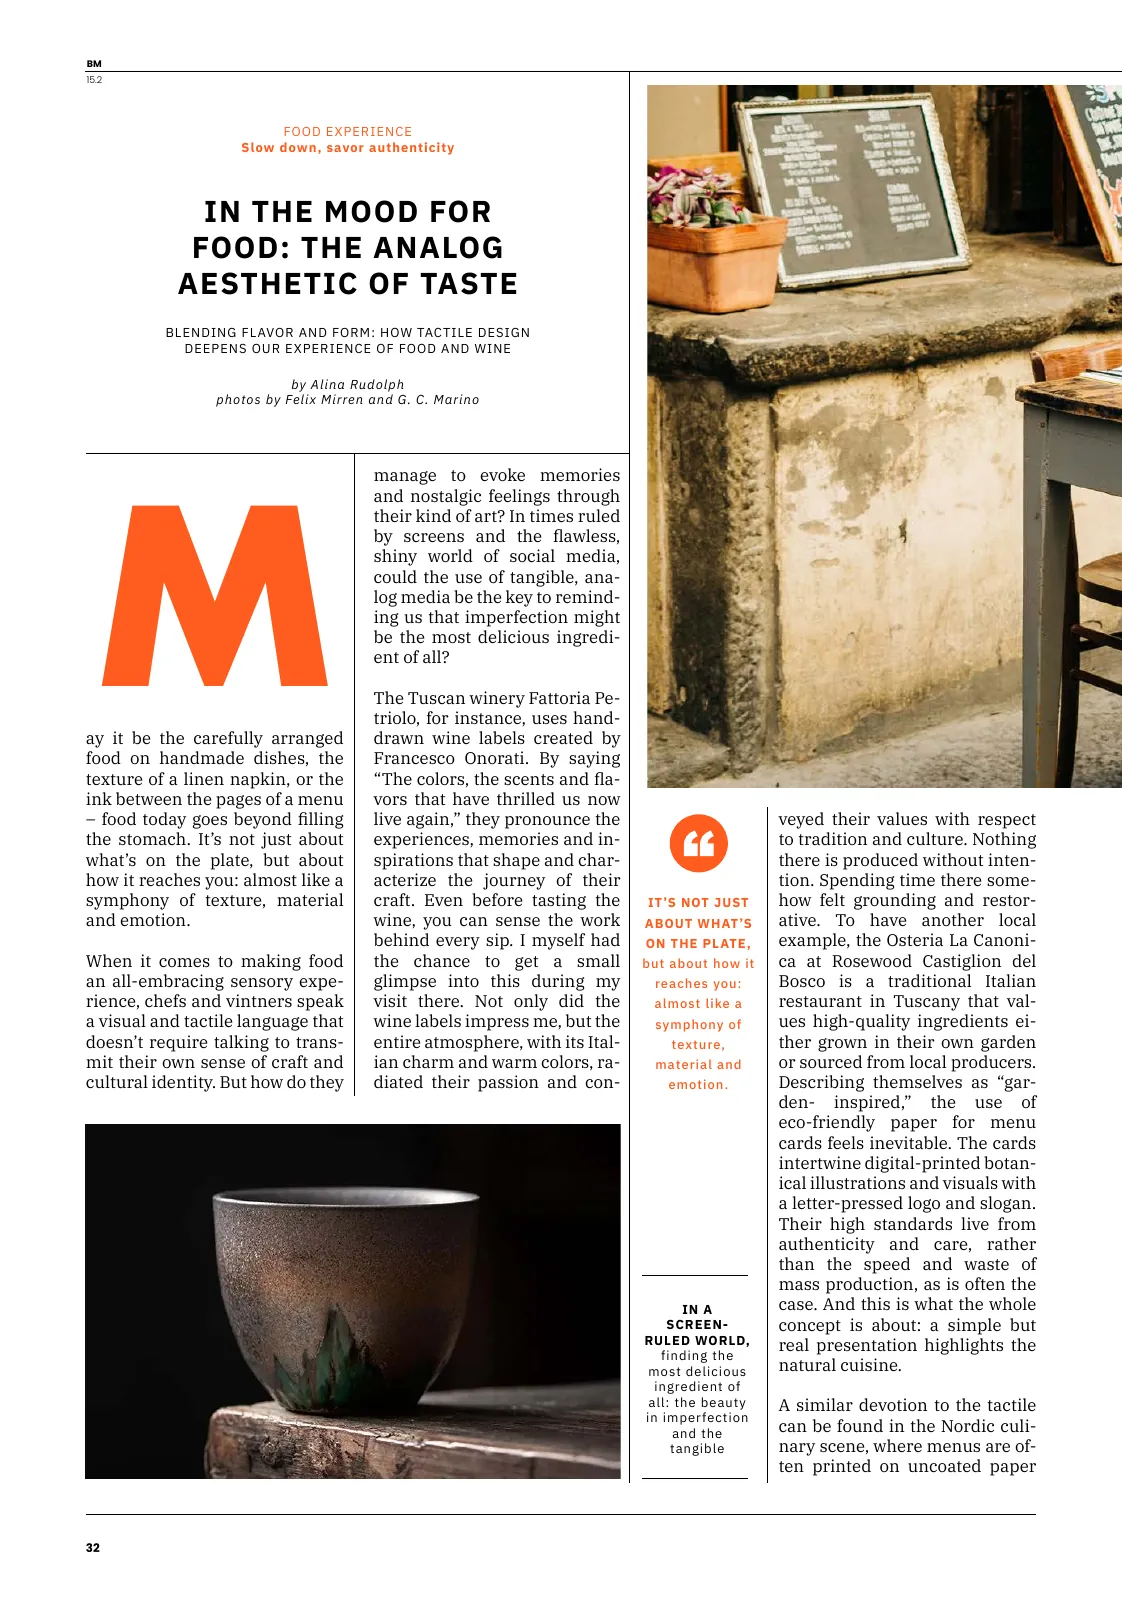 BM
15.2
FOOD EXPERIENCE
Slow down, savor authenticity
IN THE MOOD FOR
FOOD: THE ANALOG
AESTHETIC OF TASTE
BLENDING FLAVOR AND FORM: HOW TACTILE DESIGN
DEEPENS OUR EXPERIENCE OF FOOD AND WINE
by Alina Rudolph
photos by Felix Mirren and G. C. Marino
M
ay it be the carefully arranged
food on handmade dishes, the
texture of a linen napkin, or the
ink between the pages of a menu
– food today goes beyond filling
the stomach. It’s not just about
what’s on the plate, but about
how it reaches you: almost like a
symphony of texture, material
and emotion.
When it comes to making food
an all-embracing sensory expe-
rience, chefs and vintners speak
a visual and tactile language that
doesn’t require talking to trans-
mit their own sense of craft and
cultural identity. But how do they
manage to evoke memories
and nostalgic feelings through
their kind of art? In times ruled
by screens and the flawless,
shiny world of social media,
could the use of tangible, ana-
log media be the key to remind-
ing us that imperfection might
be the most delicious ingredi-
ent of all?
The Tuscan winery Fattoria Pe-
triolo, for instance, uses hand-
drawn wine labels created by
Francesco Onorati. By saying
“The colors, the scents and fla-
vors that have thrilled us now
live again,” they pronounce the
experiences, memories and in-
spirations that shape and char-
acterize the journey of their
craft. Even before tasting the
wine, you can sense the work
behind every sip. I myself had
the chance to get a small
glimpse into this during my
visit there. Not only did the
wine labels impress me, but the
entire atmosphere, with its Ital-
ian charm and warm colors, ra-
diated their passion and con-
IT’S NOT JUST
ABOUT WHAT’S
ON THE PLATE,
but about how it
reaches you:
almost like a
symphony of
texture,
material and
emotion.
IN A
SCREEN-
RULED WORLD,
finding the
most delicious
ingredient of
all: the beauty
in imperfection
and the
tangible
veyed their values with respect
to tradition and culture. Nothing
there is produced without inten-
tion. Spending time there some-
how felt grounding and restor-
ative. To have another local
example, the Osteria La Canoni-
ca at Rosewood Castiglion del
Bosco is a traditional Italian
restaurant in Tuscany that val-
ues high-quality ingredients ei-
ther grown in their own garden
or sourced from local producers.
Describing themselves as “gar-
den- inspired,” the use of
eco-friendly paper for menu
cards feels inevitable. The cards
intertwine digital-printed botan-
ical illustrations and visuals with
a letter-pressed logo and slogan.
Their high standards live from
authenticity and care, rather
than the speed and waste of
mass production, as is often the
case. And this is what the whole
concept is about: a simple but
real presentation highlights the
natural cuisine.
A similar devotion to the tactile
can be found in the Nordic culi-
nary scene, where menus are of-
ten printed on uncoated paper
32